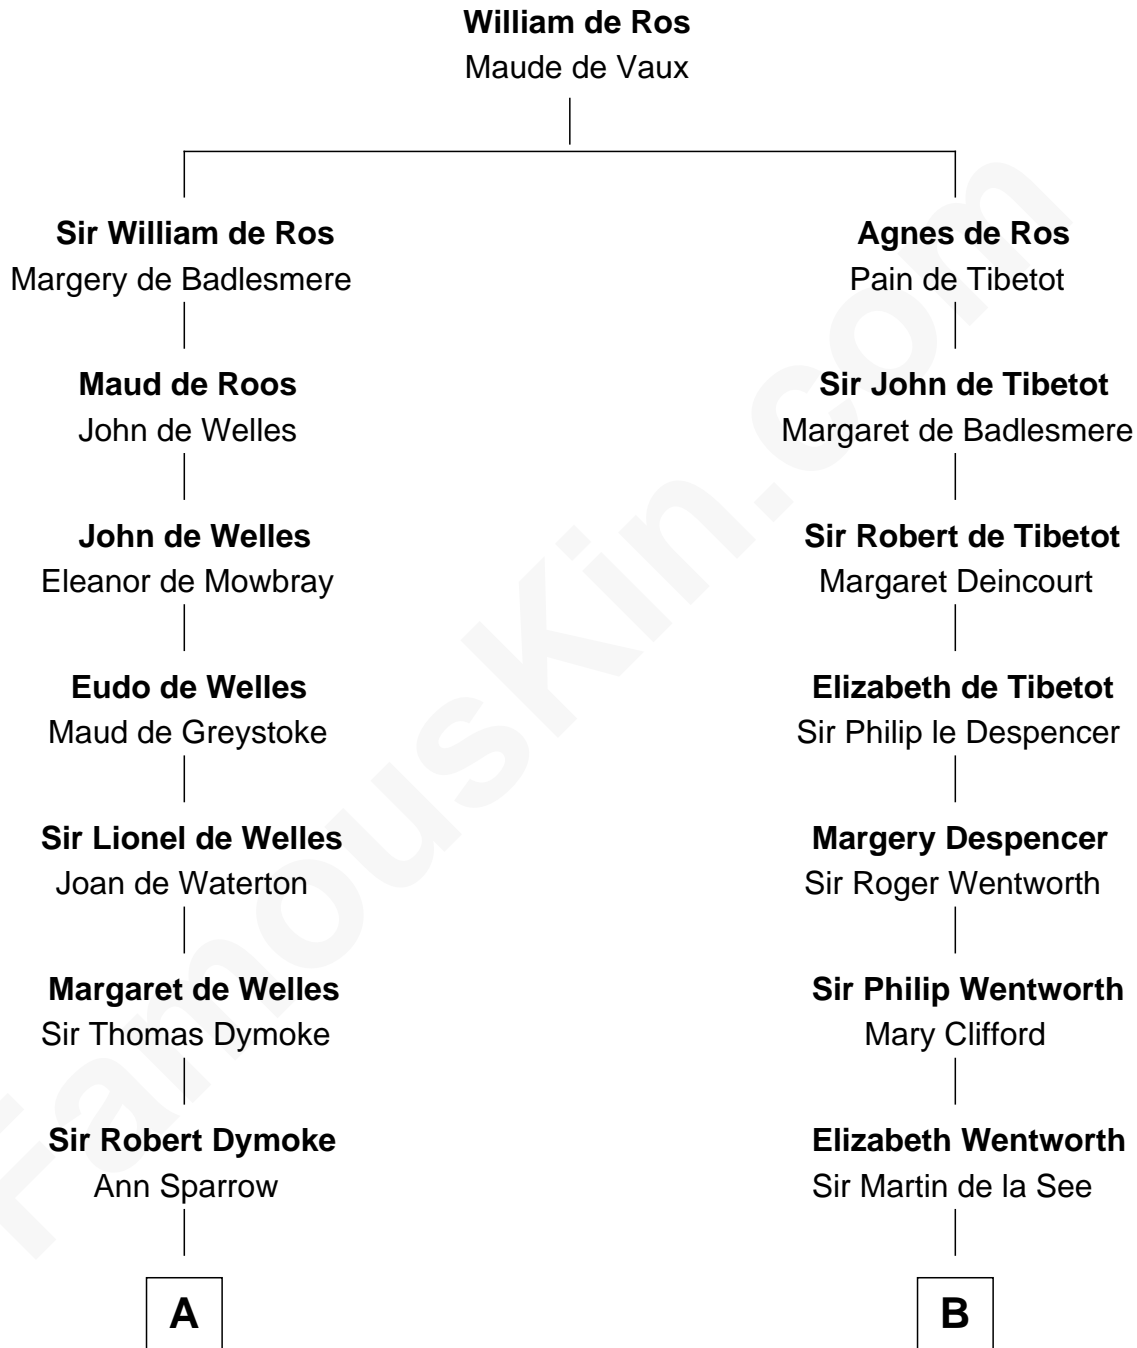 William de Ros
Maude de Vaux
Sir William de Ros
Margery de Badlesmere
Agnes de Ros
Pain de Tibetot
Maud de Roos
John de Welles
Sir John de Tibetot
Margaret de Badlesmere
John de Welles
Eleanor de Mowbray
Sir Robert de Tibetot
Margaret Deincourt
Eudo de Welles
Maud de Greystoke
Elizabeth de Tibetot
Sir Philip le Despencer
Sir Lionel de Welles
Joan de Waterton
Margery Despencer
Sir Roger Wentworth
Margaret de Welles
Sir Thomas Dymoke
Sir Philip Wentworth
Mary Clifford
Sir Robert Dymoke
Ann Sparrow
Elizabeth Wentworth
Sir Martin de la See
A
B
FamousKin.com